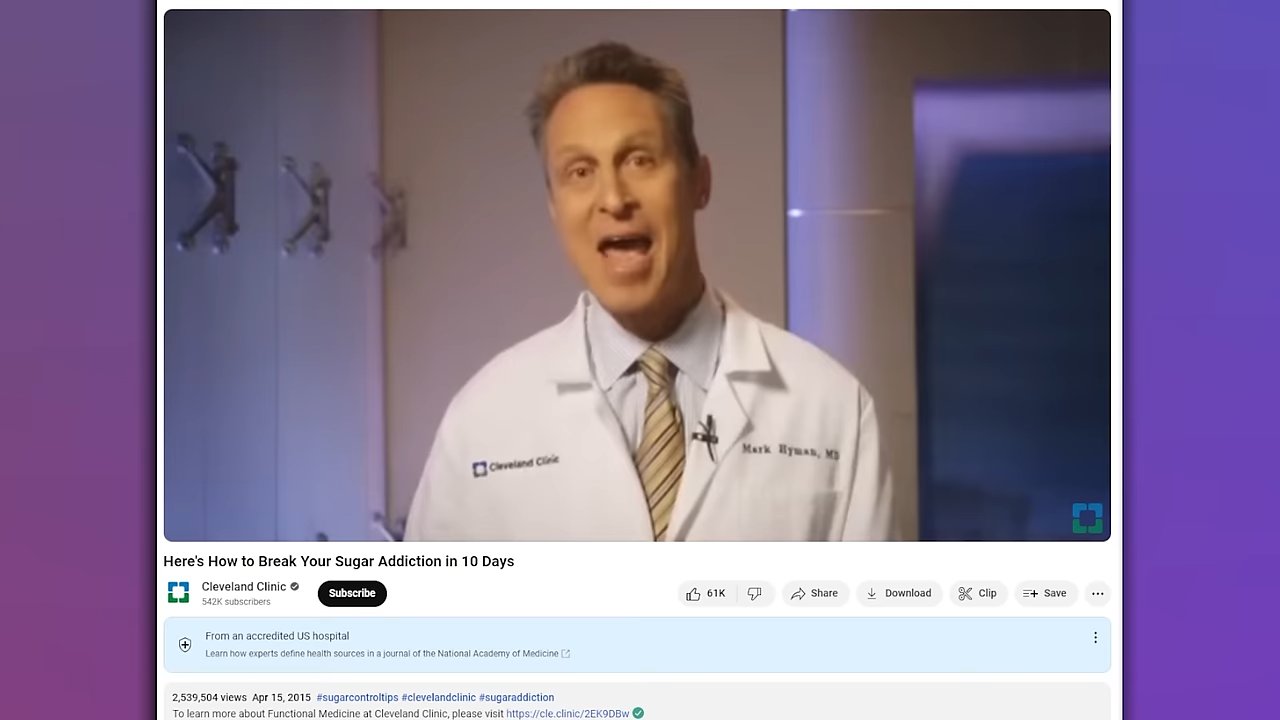 Cleveland Clinic
Mark Hyman, MD
Here's How to Break Your Sugar Addiction in 10 Days
Cleveland Clinic
542K subscribers
Subscribe
61K
Share
Download
Clip
Save
From an accredited US hospital
Learn how experts define health sources in a journal of the National Academy of Medicine
2,539,504 views Apr 15, 2015 #sugarcontroltips #clevelandclinic #sugaraddiction
To learn more about Functional Medicine at Cleveland Clinic, please visit https://cle.clinic/2EK9DBw